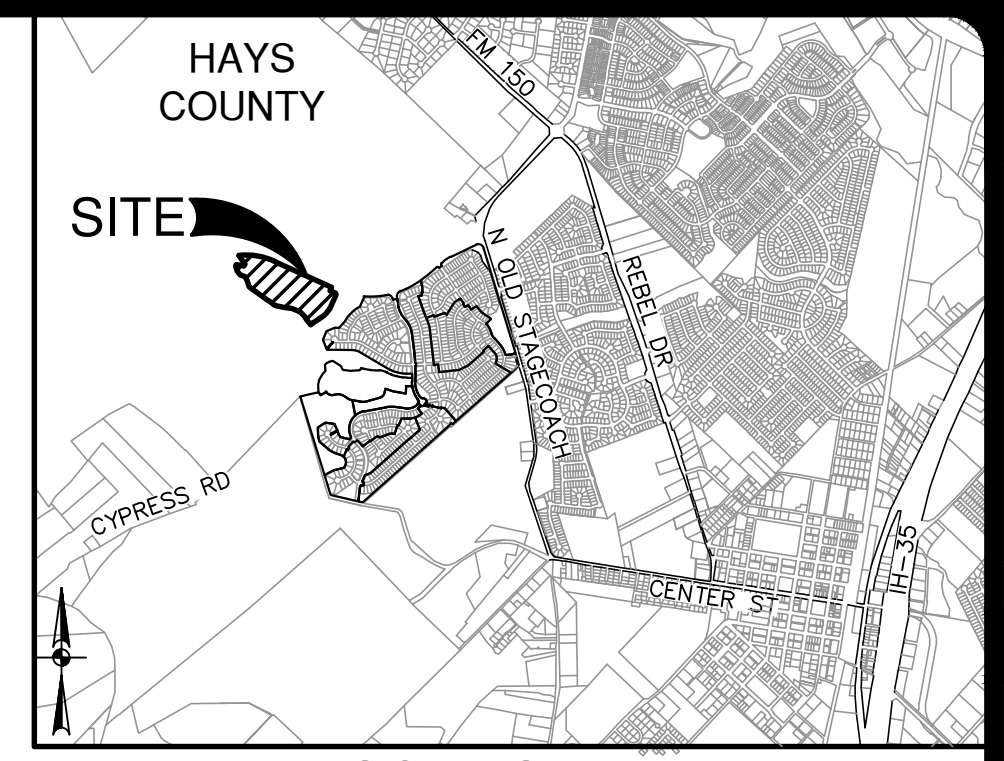 HAYS
COUNTY
FM 150
SITE
N OLD STAGECOACH
REBEL DR
CYPRESS RD
IH-35
CENTER ST